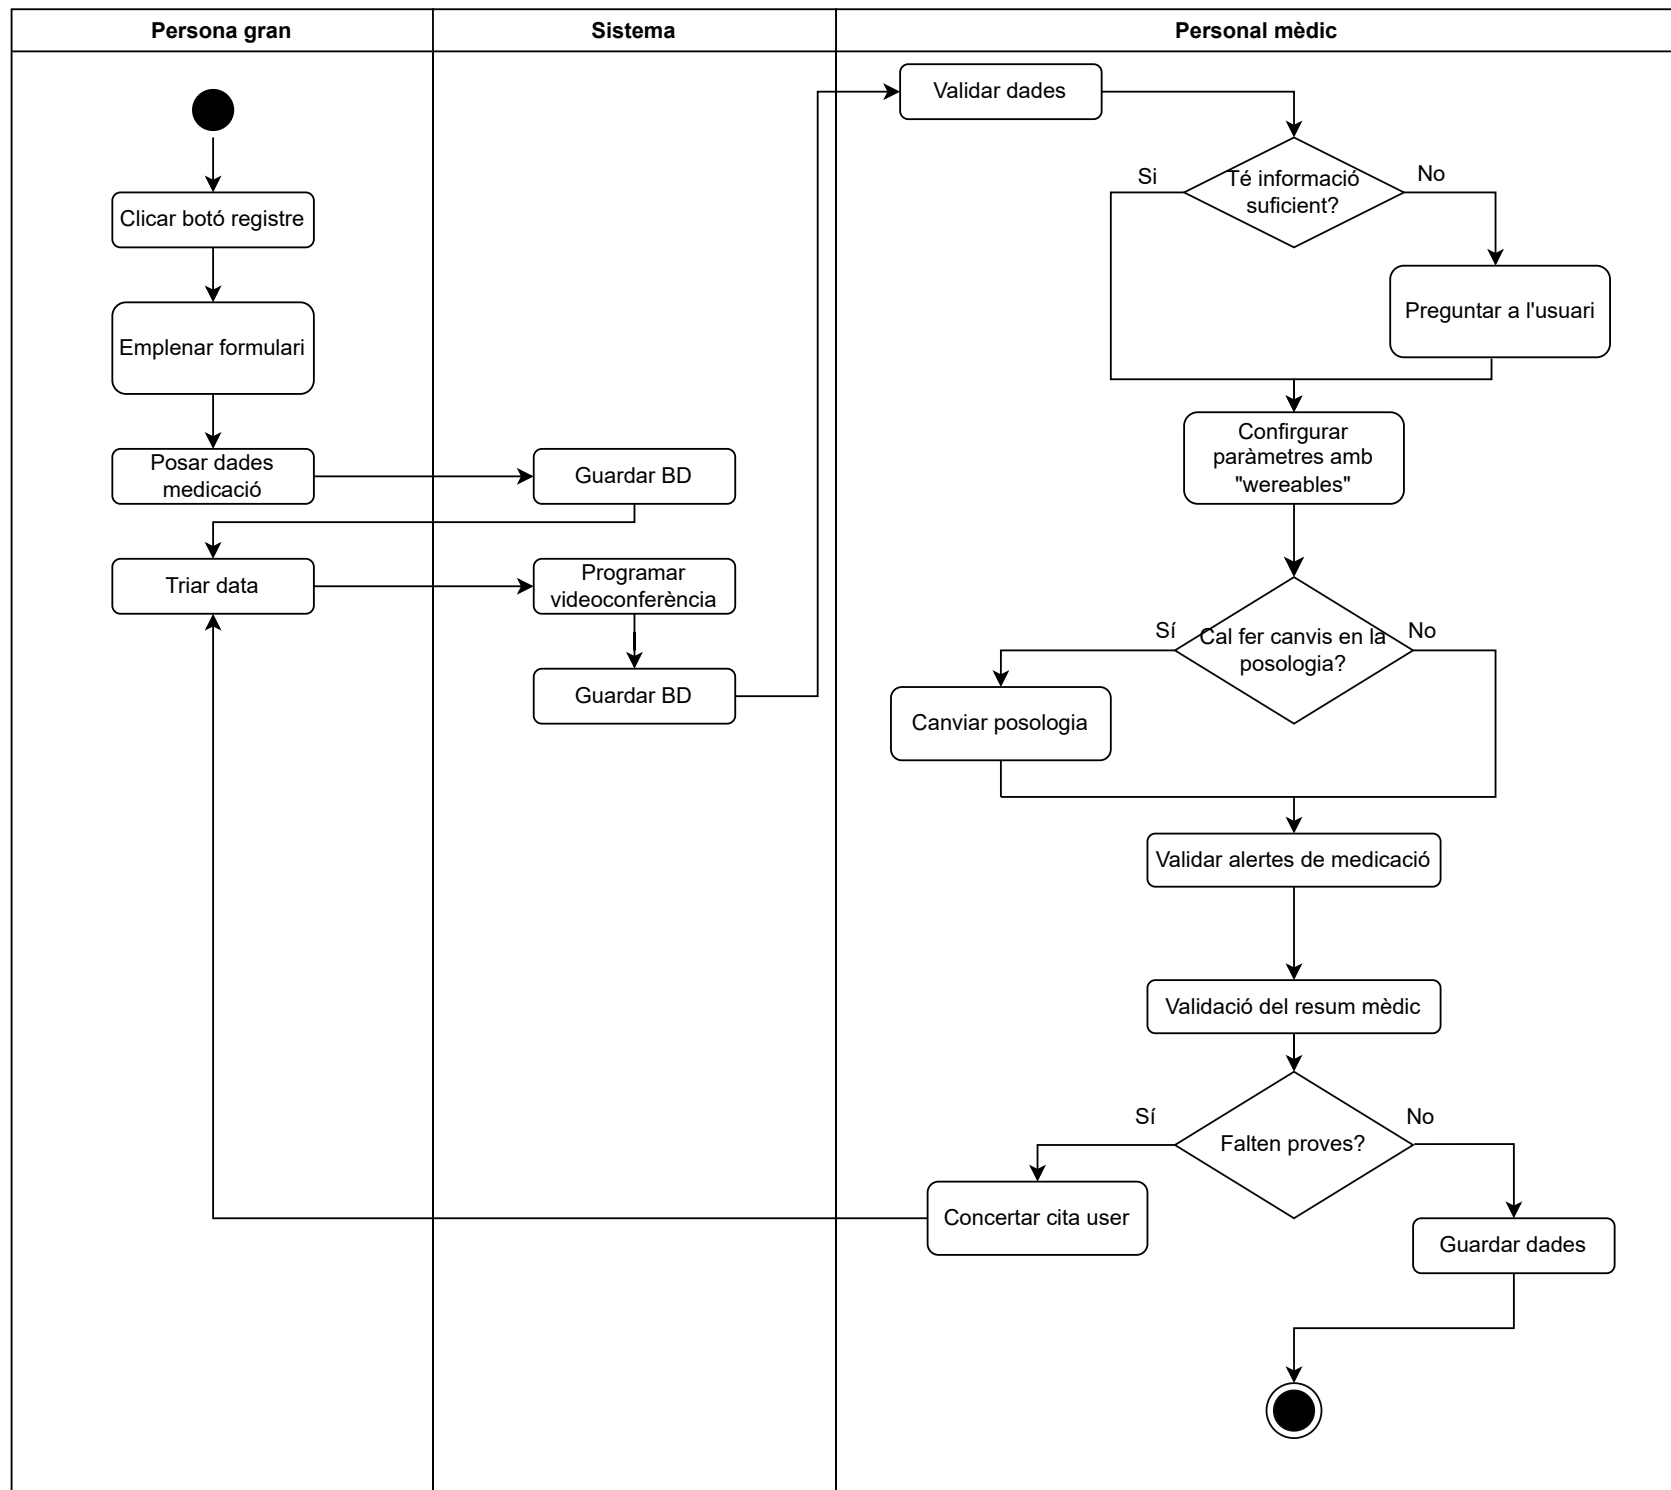 Persona gran
Sistema
Personal mèdic
Clicar botó registre
Emplenar formulari
Posar dades
medicació
Guardar BD
Triar data
Programar
videoconferència
Guardar BD
Validar dades
Té informació
suficient?
Si
No
Preguntar a l'usuari
Confirgurar
paràmetres amb
"wereables"
Cal fer canvis en la
posologia?
Sí
No
Canviar posologia
Validar alertes de medicació
Validació del resum mèdic
Falten proves?
Sí
No
Concertar cita user
Guardar dades